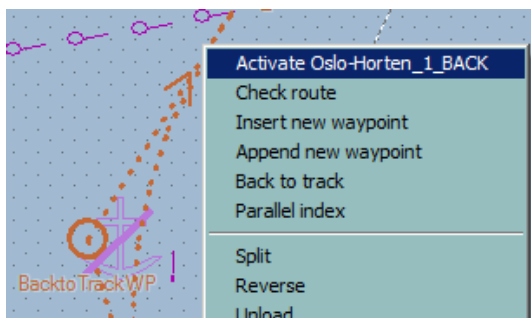 Activate Oslo-Horten_1_BACK
Check route
Insert new waypoint
Append new waypoint
Back to track
Parallel index
Split
Reverse
Upload
BacktoTrackWP